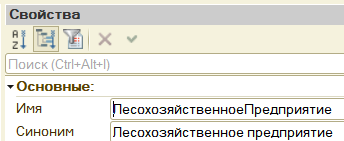 Свойства
Поиск (Ctrl+Alt+I)
Основные:
Имя ЛесохозяйственноеПредприятие
Синоним Лесохозяйственное предприятие